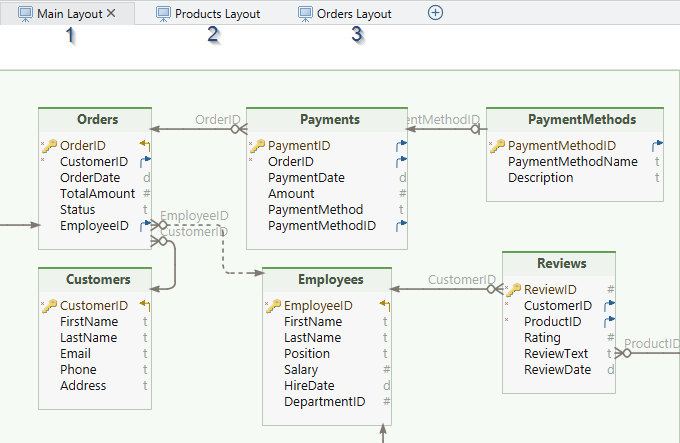 Main Layout
Products Layout
Orders Layout
1
2
3
Orders
OrderID
CustomerID
OrderDate d
TotalAmount #
Status t
EmployeeID
OrderID
Payments
PaymentID
OrderID
PaymentDate d
Amount #
PaymentMethod t
PaymentMethodID
entMethodID
PaymentMethods
PaymentMethodID
PaymentMethodName t
Description t
EmployeeID
CustomerID
Customers
CustomerID
FirstName t
LastName t
Email t
Phone t
Address t
Employees
EmployeeID
FirstName t
LastName t
Position t
Salary #
HireDate d
DepartmentID #
CustomerID
Reviews
ReviewID #
CustomerID
ProductID
Rating #
ReviewText t
ReviewDate d
ProductID